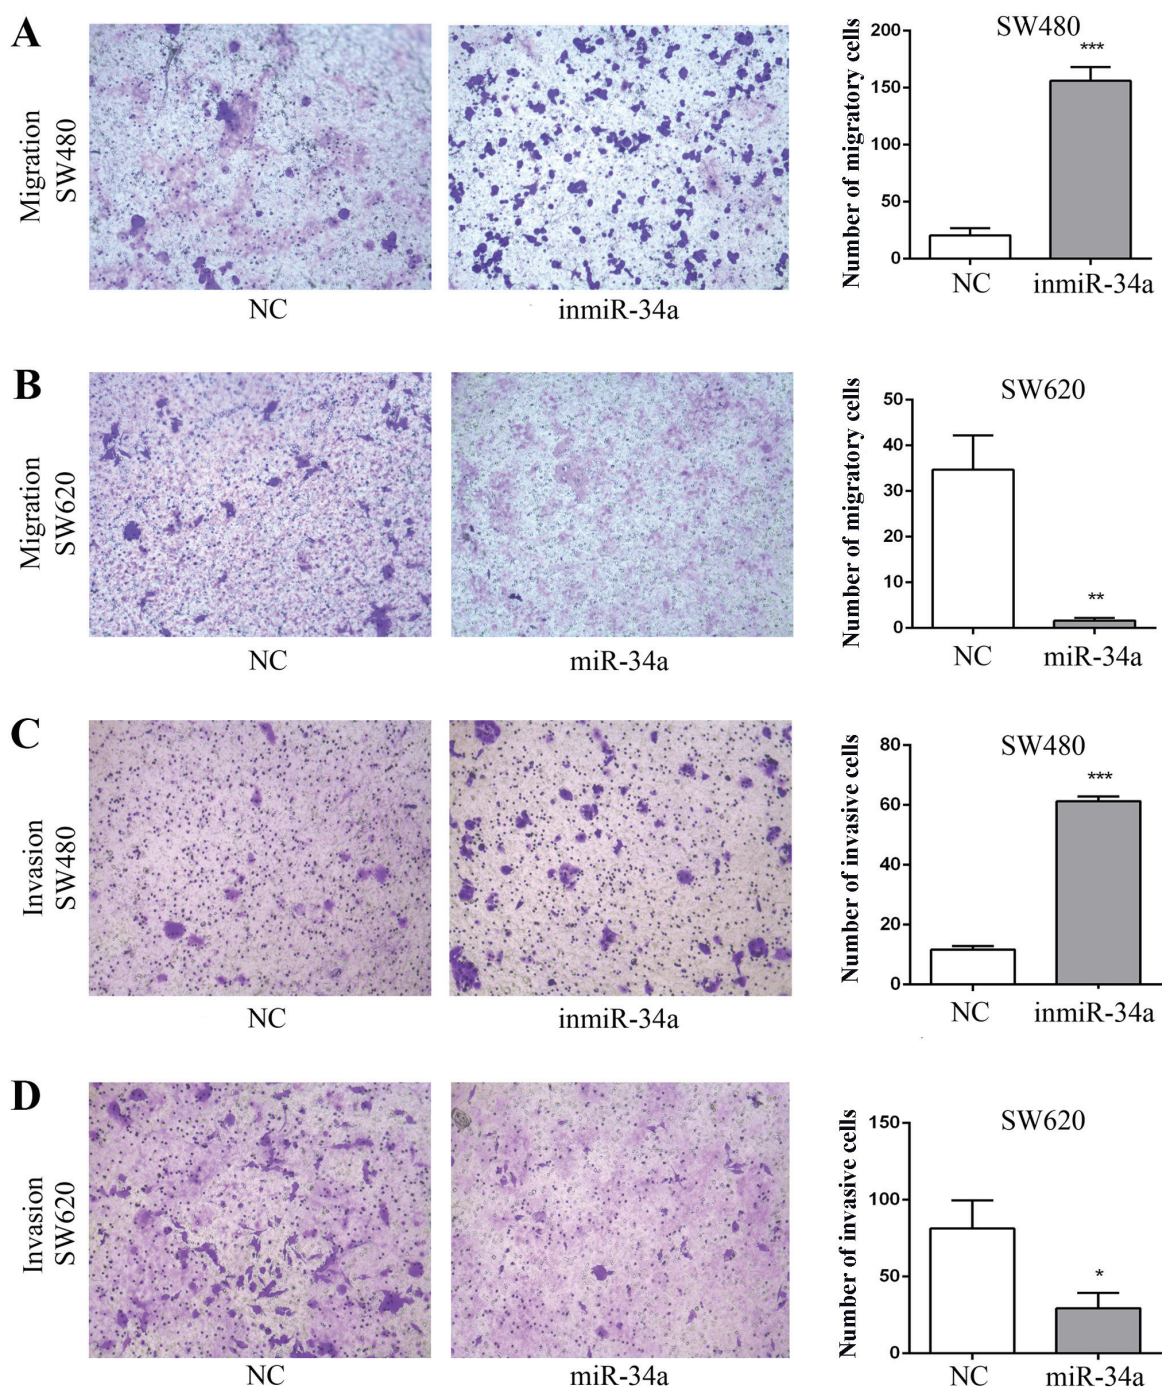 A
Migration
SW480
NC
inmiR-34a
SW480
Number of migratory cells
200
150
100
50
0
***
NC
inmiR-34a
B
Migration
SW620
NC
miR-34a
SW620
Number of migratory cells
50
40
30
20
10
0
**
NC
miR-34a
C
Invasion
SW480
NC
inmiR-34a
SW480
Number of invasive cells
80
60
40
20
0
***
NC
inmiR-34a
D
Invasion
SW620
NC
miR-34a
SW620
Number of invasive cells
150
100
50
0
*
NC
miR-34a